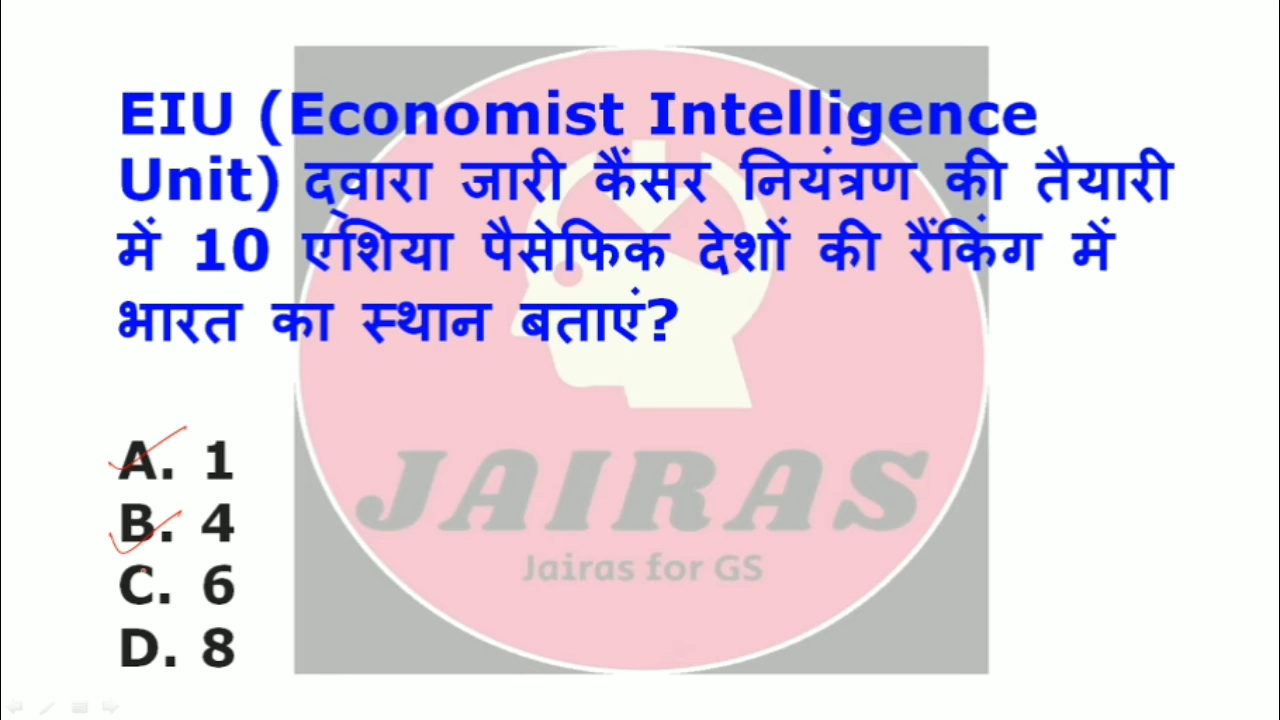 EIU (Economist Intelligence
Unit) द्वारा जारी कैंसर नियंत्रण की तैयारी
में 10 एशिया पैसेफिक देशों की रैंकिंग में
भारत का स्थान बताएं?
A. 1
B. 4
C. 6
D. 8
JAIRAS
Jairas for GS